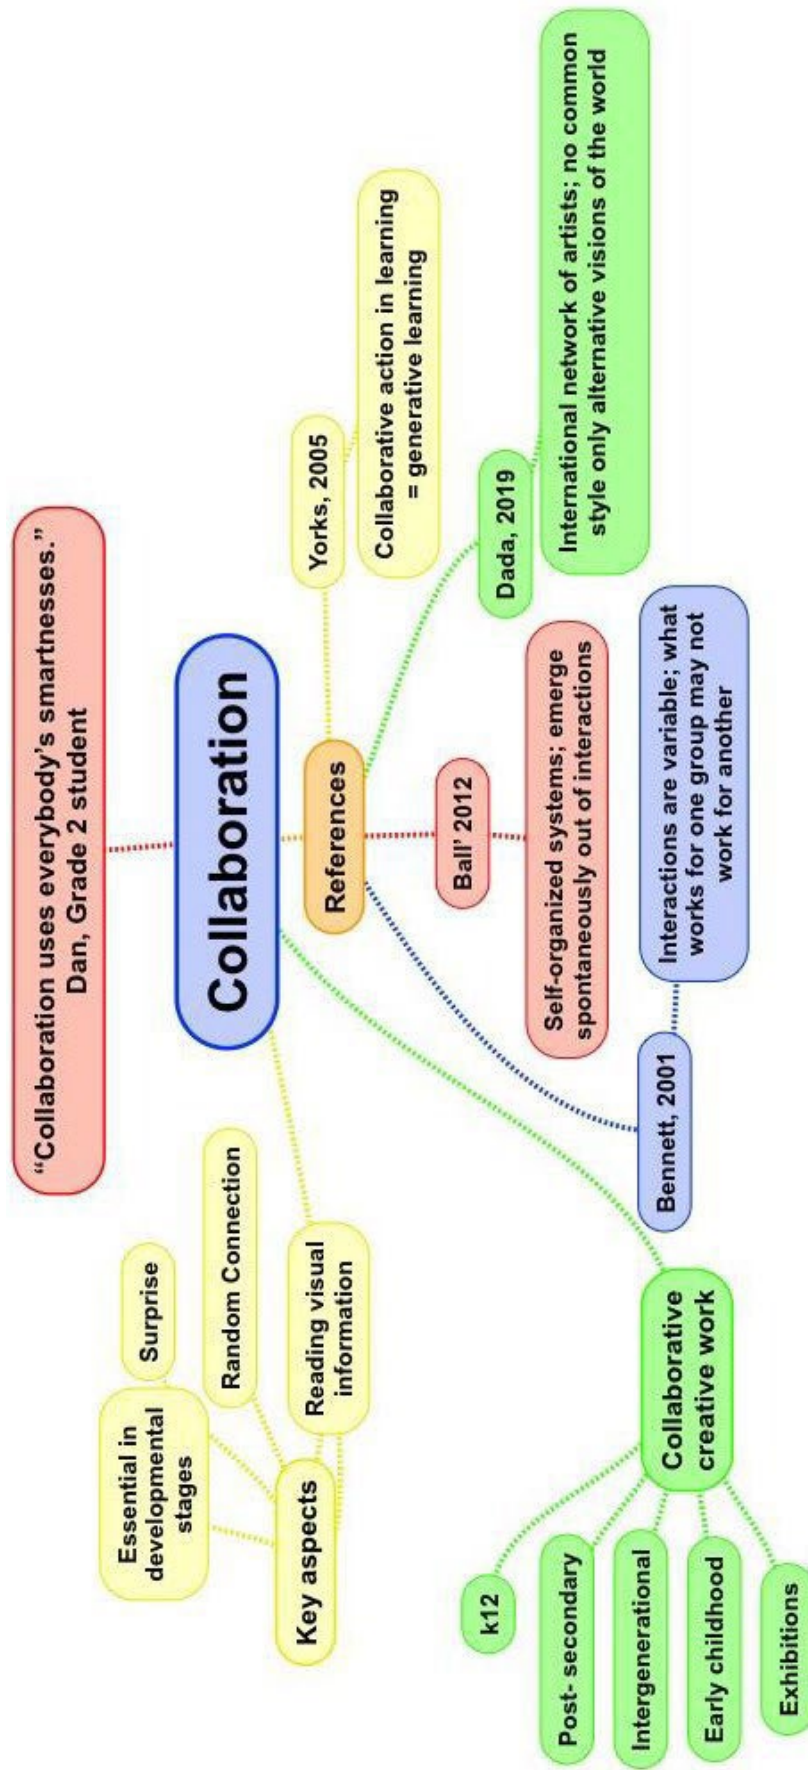 “Collaboration uses everybody’s smartnesses.”
Dan, Grade 2 student
Collaboration
References
Yorks, 2005
Collaborative action in learning
= generative learning
Dada, 2019
International network of artists; no common
style only alternative visions of the world
Ball’ 2012
Self-organized systems; emerge
spontaneously out of interactions
Bennett, 2001
Interactions are variable; what
works for one group may not
work for another
Key aspects
Essential in
developmental
stages
Surprise
Random Connection
Reading visual
information
Collaborative
creative work
k12
Post- secondary
Intergenerational
Early childhood
Exhibitions